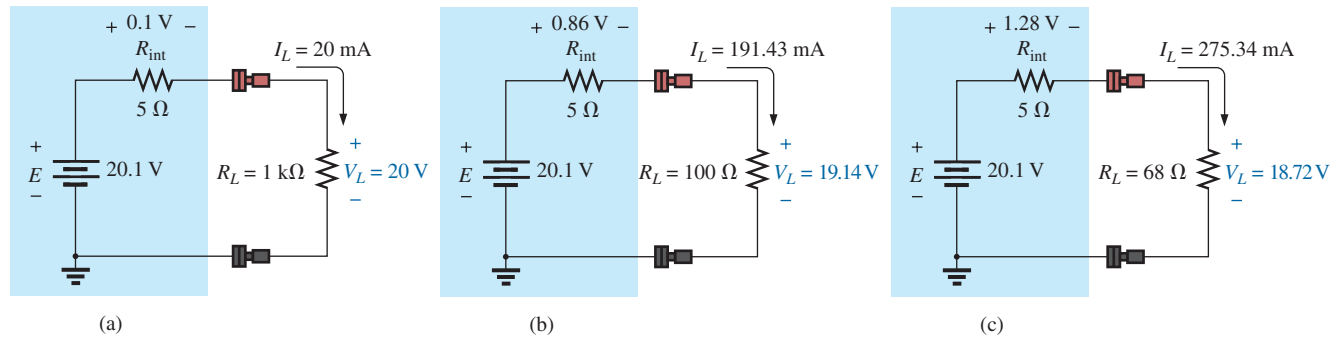 + 0.1 V –
R_int
5 Ω
I_L = 20 mA
+
E
–
20.1 V
R_L = 1 kΩ
+
V_L = 20 V
–
(a)
+ 0.86 V –
R_int
5 Ω
I_L = 191.43 mA
+
E
–
20.1 V
R_L = 100 Ω
+
V_L = 19.14 V
–
(b)
+ 1.28 V –
R_int
5 Ω
I_L = 275.34 mA
+
E
–
20.1 V
R_L = 68 Ω
+
V_L = 18.72 V
–
(c)